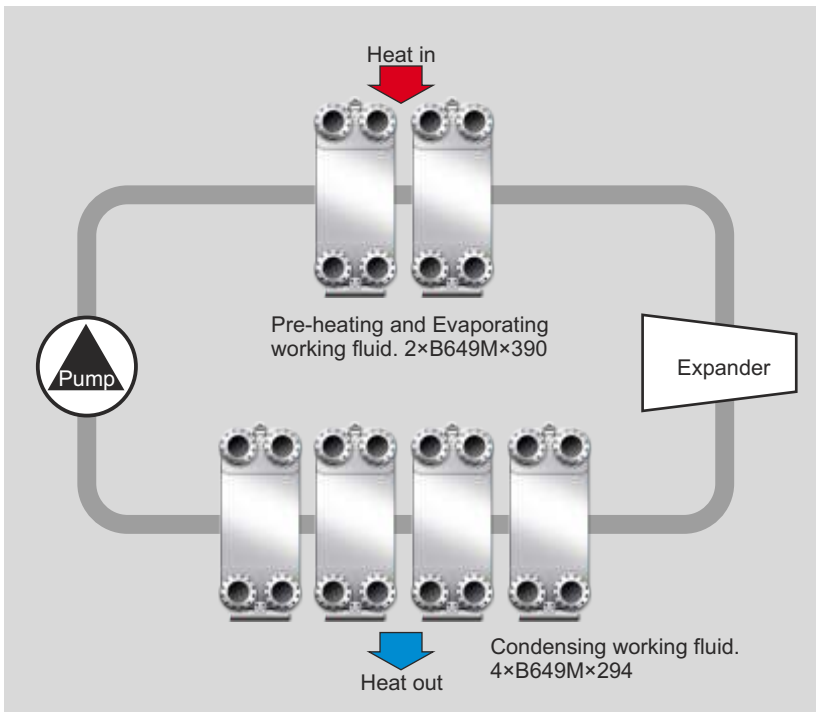 Heat in
Pre-heating and Evaporating
working fluid. 2×B649M×390
Pump
Expander
Condensing working fluid.
4×B649M×294
Heat out